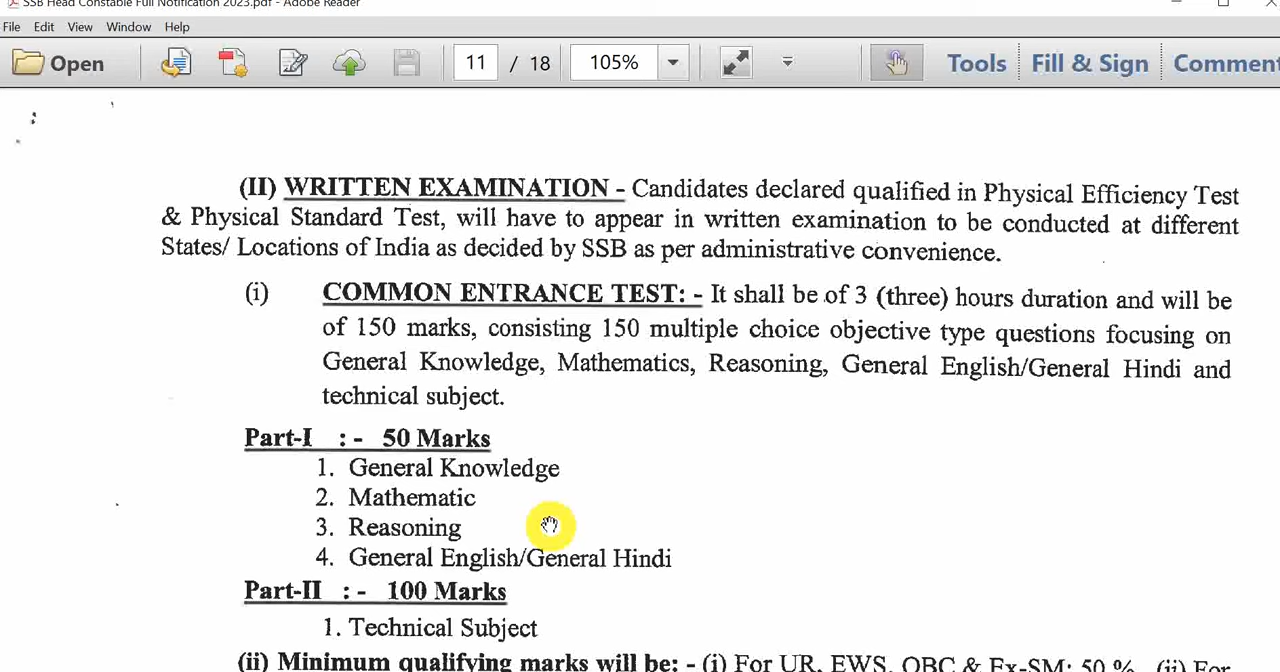 SSB Head Constable Full Notification 2023.pdf - Adobe Reader
File Edit View Window Help
Open 11 / 18 105% Tools Fill & Sign Comment
(II) WRITTEN EXAMINATION - Candidates declared qualified in Physical Efficiency Test
& Physical Standard Test, will have to appear in written examination to be conducted at different
States/ Locations of India as decided by SSB as per administrative convenience.
(i) COMMON ENTRANCE TEST: - It shall be of 3 (three) hours duration and will be
of 150 marks, consisting 150 multiple choice objective type questions focusing on
General Knowledge, Mathematics, Reasoning, General English/General Hindi and
technical subject.
Part-I : - 50 Marks
1. General Knowledge
2. Mathematic
3. Reasoning
4. General English/General Hindi
Part-II : - 100 Marks
1. Technical Subject
(ii) Minimum qualifying marks will be: - (i) For UR, EWS, OBC & Ex-SM: 50 % (ii) For